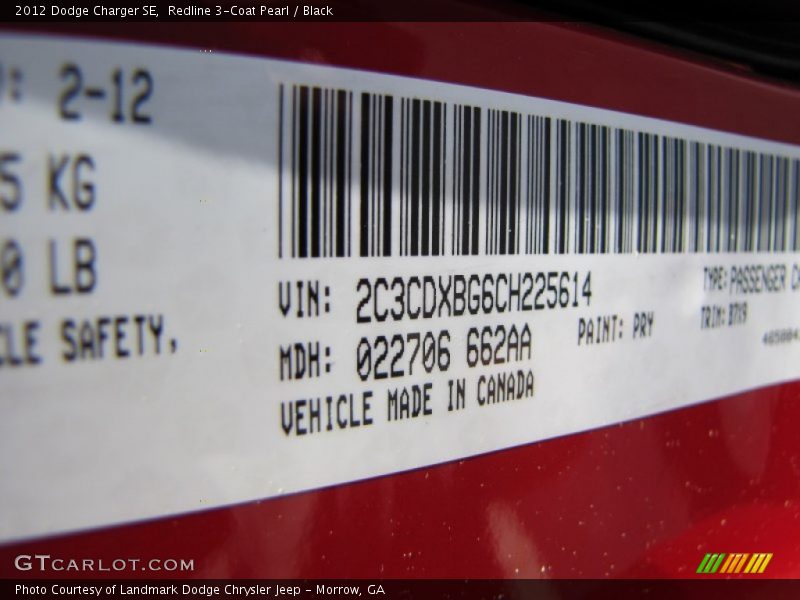 2012 Dodge Charger SE,  Redline 3-Coat Pearl / Black
: 2-12
5 KG
0 LB
CLE SAFETY,
VIN: 2C3CDXBG6CH225614
TYPE: PASSENGER
MDH: 022706 662AA
PAINT: PRY
TRIM:
VEHICLE MADE IN CANADA
GTCARLOT.COM
Photo Courtesy of Landmark Dodge Chrysler Jeep - Morrow, GA